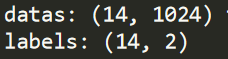 datas: (14, 1024)
labels: (14, 2)